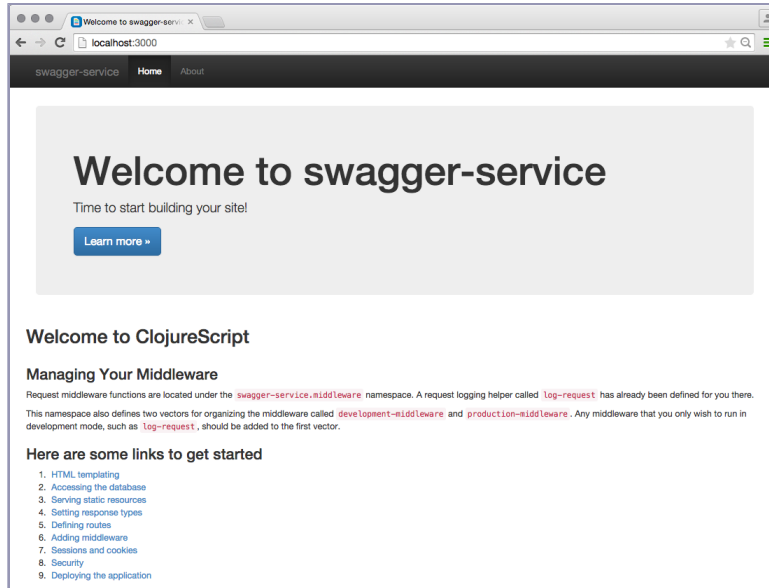 Welcome to swagger-servi
localhost:3000
swagger-service Home About
Welcome to swagger-service
Time to start building your site!
Learn more »
Welcome to ClojureScript
Managing Your Middleware
Request middleware functions are located under the swagger-service.middleware namespace. A request logging helper called log-request has already been defined for you there.
This namespace also defines two vectors for organizing the middleware called development-middleware and production-middleware. Any middleware that you only wish to run in
development mode, such as log-request, should be added to the first vector.
Here are some links to get started
1. HTML templating
2. Accessing the database
3. Serving static resources
4. Setting response types
5. Defining routes
6. Adding middleware
7. Sessions and cookies
8. Security
9. Deploying the application